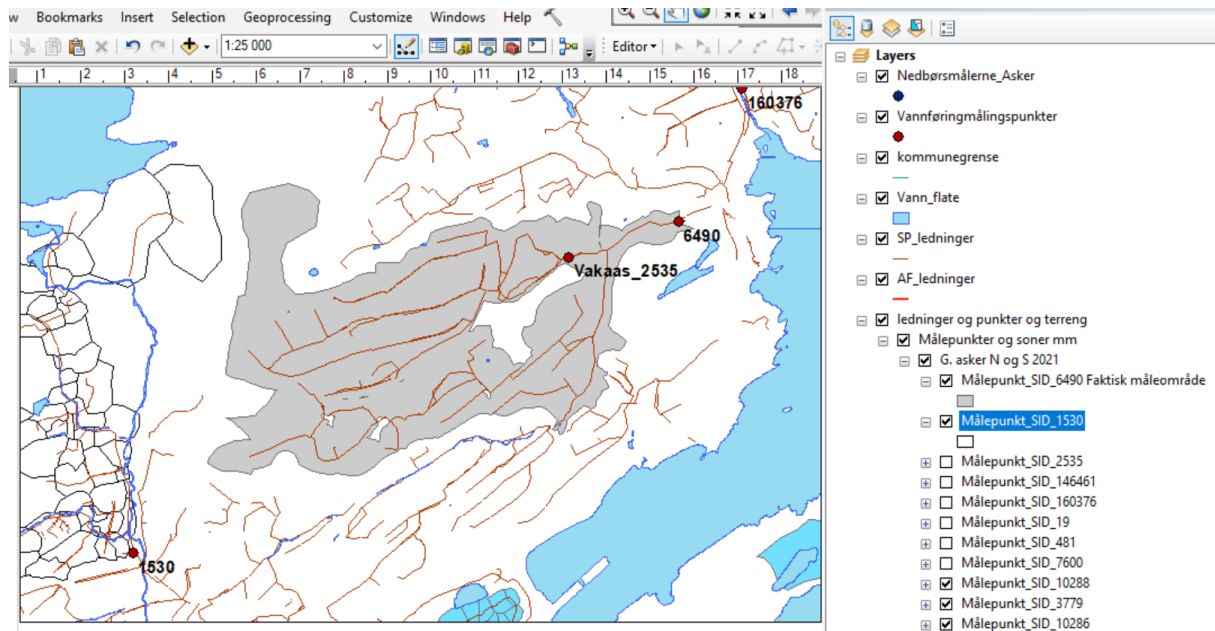 w Bookmarks Insert Selection Geoprocessing Customize Windows Help
1:25 000
Editor
1 2 3 4 5 6 7 8 9 10 11 12 13 14 15 16 17 18
160376
6490
Vakaas_2535
1530
Layers
Nedbørsmålerne_Asker
Vannføringmålingspunkter
kommunegrense
Vann_flate
SP_ledninger
AF_ledninger
ledninger og punkter og terreng
Målepunkter og soner mm
G. asker N og S 2021
Målepunkt_SID_6490 Faktisk måleområde
Målepunkt_SID_1530
Målepunkt_SID_2535
Målepunkt_SID_146461
Målepunkt_SID_160376
Målepunkt_SID_19
Målepunkt_SID_481
Målepunkt_SID_7600
Målepunkt_SID_10288
Målepunkt_SID_3779
Målepunkt_SID_10286